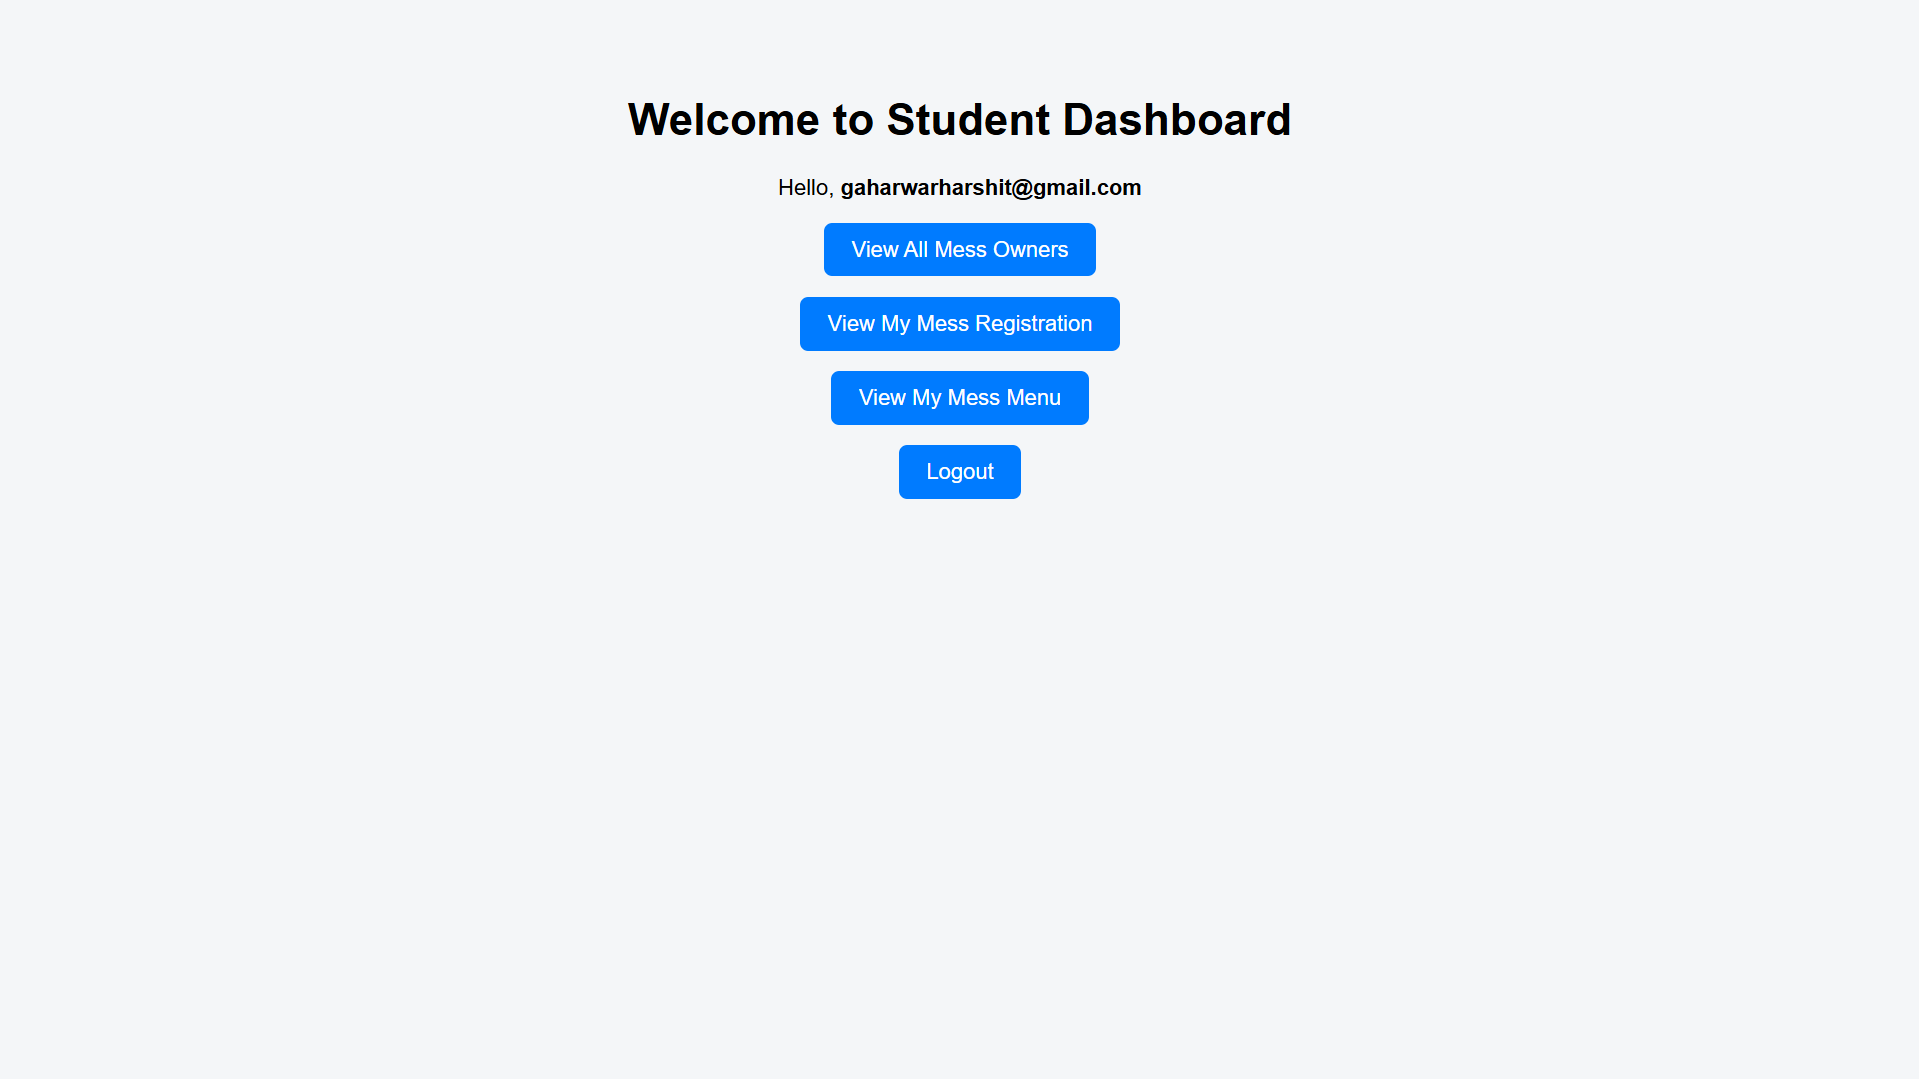 Welcome to Student Dashboard
Hello, gaharwarharshit@gmail.com
View All Mess Owners
View My Mess Registration
View My Mess Menu
Logout